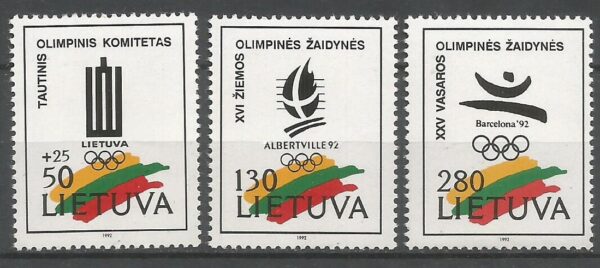 TAUTINIS OLIMPINIS KOMITETAS
LIETUVA
+25
50
LIETUVA
1992
XVI ŽIEMOS OLIMPINĖS ŽAIDYNĖS
ALBERTVILLE 92
130
LIETUVA
1992
XXV VASAROS OLIMPINĖS ŽAIDYNĖS
Barcelona '92
280
LIETUVA
1992